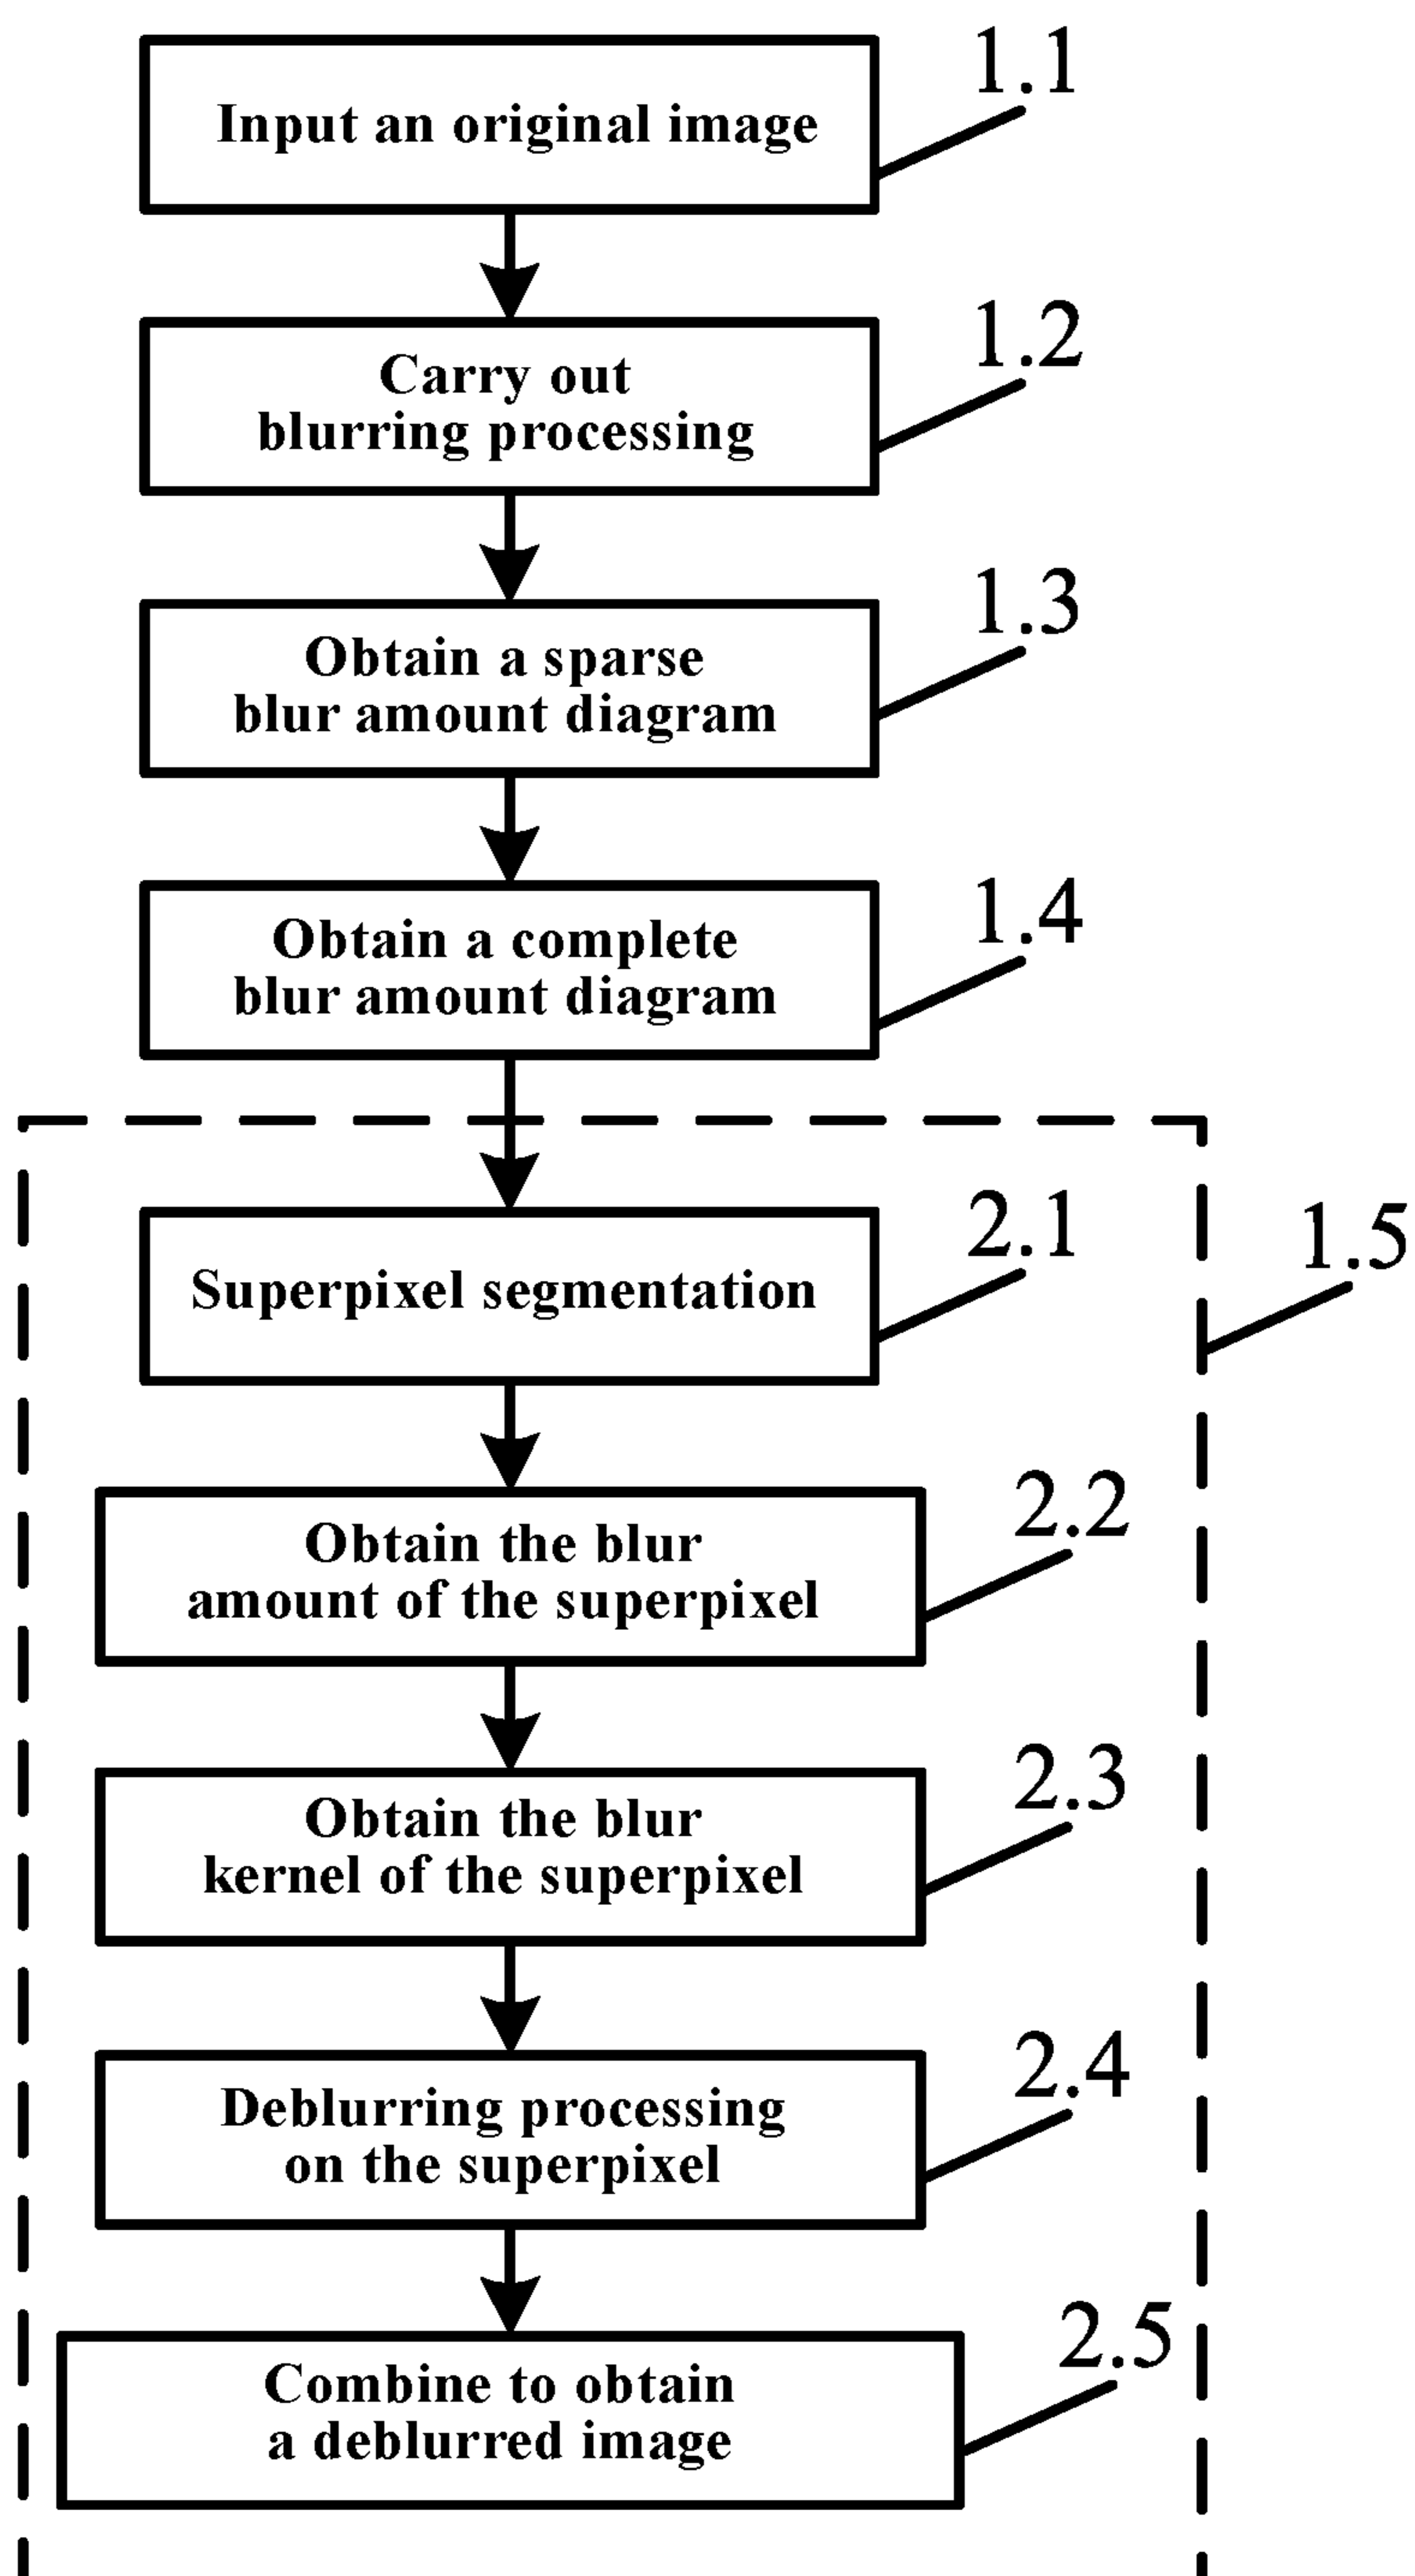 1.1
Input an original image
1.2
Carry out
blurring processing
1.3
Obtain a sparse
blur amount diagram
1.4
Obtain a complete
blur amount diagram
2.1
1.5
Superpixel segmentation
2.2
Obtain the blur
amount of the superpixel
2.3
Obtain the blur
kernel of the superpixel
2.4
Deblurring processing
on the superpixel
2.5
Combine to obtain
a deblurred image